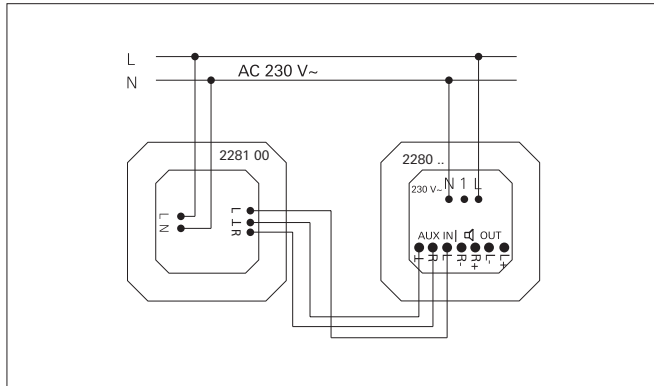 L
N
AC 230 V~
2281 00
L
N
L
⊥
R
2280 ..
230 V~ N 1 L
AUX IN OUT
⊥ R L R- R+ L- L+